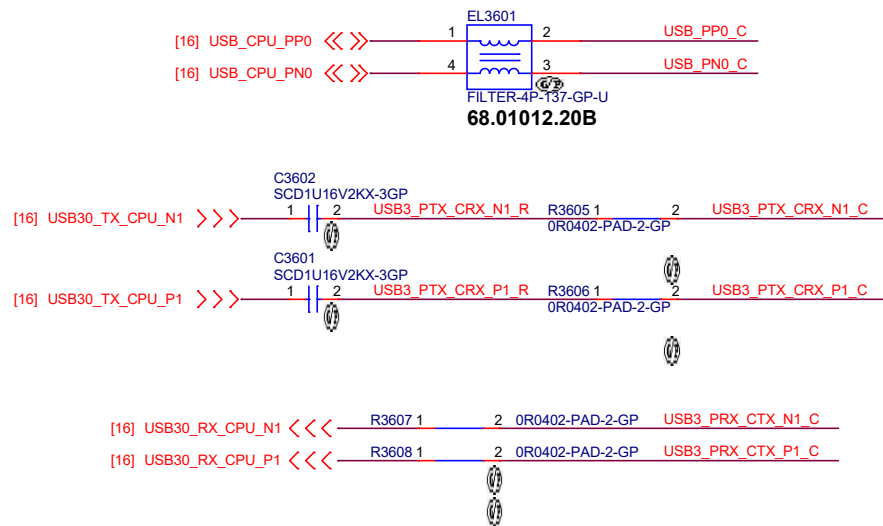 EL3601
[16] USB_CPU_PP0 1 2 USB_PP0_C
[16] USB_CPU_PN0 4 3 USB_PN0_C
FILTER-4P-137-GP-U
68.01012.20B
C3602
SCD1U16V2KX-3GP
[16] USB30_TX_CPU_N1 1 2 USB3_PTX_CRX_N1_R R3605 1 2 USB3_PTX_CRX_N1_C
0R0402-PAD-2-GP
C3601
SCD1U16V2KX-3GP
[16] USB30_TX_CPU_P1 1 2 USB3_PTX_CRX_P1_R R3606 1 2 USB3_PTX_CRX_P1_C
0R0402-PAD-2-GP
[16] USB30_RX_CPU_N1 R3607 1 2 0R0402-PAD-2-GP USB3_PRX_CTX_N1_C
[16] USB30_RX_CPU_P1 R3608 1 2 0R0402-PAD-2-GP USB3_PRX_CTX_P1_C